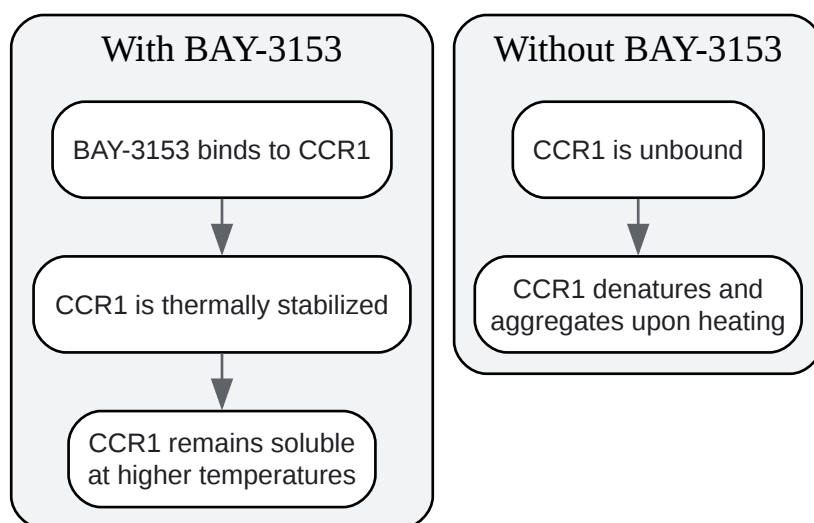 With BAY-3153
BAY-3153 binds to CCR1
CCR1 is thermally stabilized
CCR1 remains soluble
at higher temperatures
Without BAY-3153
CCR1 is unbound
CCR1 denatures and
aggregates upon heating